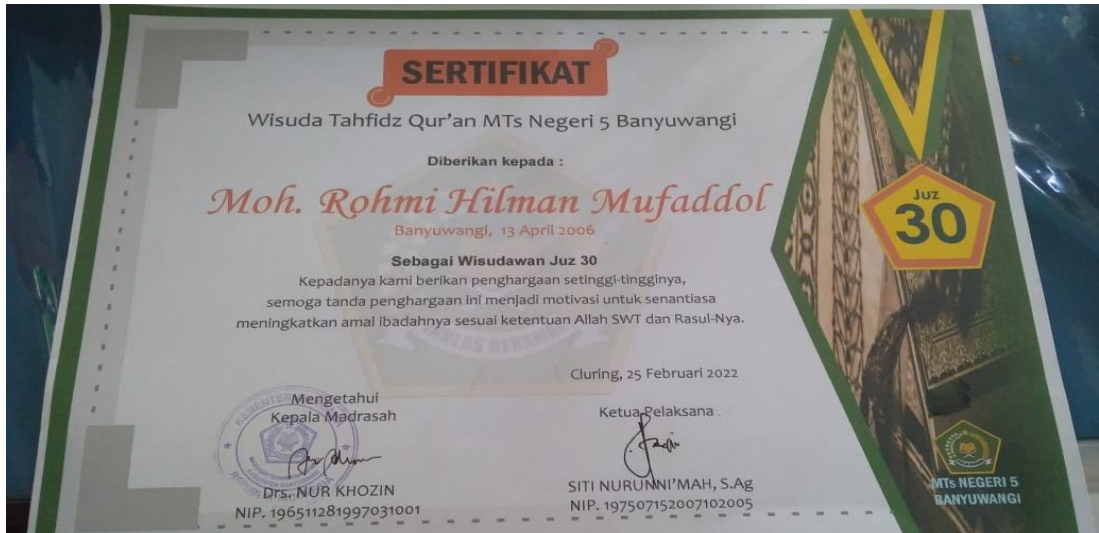 SERTIFIKAT
Wisuda Tahfidz Qur'an MTs Negeri 5 Banyuwangi
Diberikan kepada :
Moh. Rohmi Hilman Mufaddol
Banyuwangi, 13 April 2006
Sebagai Wisudawan Juz 30
Kepadanya kami berikan penghargaan setinggi-tingginya,
semoga tanda penghargaan ini menjadi motivasi untuk senantiasa
meningkatkan amal ibadahnya sesuai ketentuan Allah SWT dan Rasul-Nya.
Cluring, 25 Februari 2022
Mengetahui
Kepala Madrasah
Drs. NUR KHOZIN
NIP. 196511281997031001
Ketua Pelaksana
SITI NURUNNI'MAH, S.Ag
NIP. 197507152007102005
Juz
30
MTs NEGERI 5
BANYUWANGI